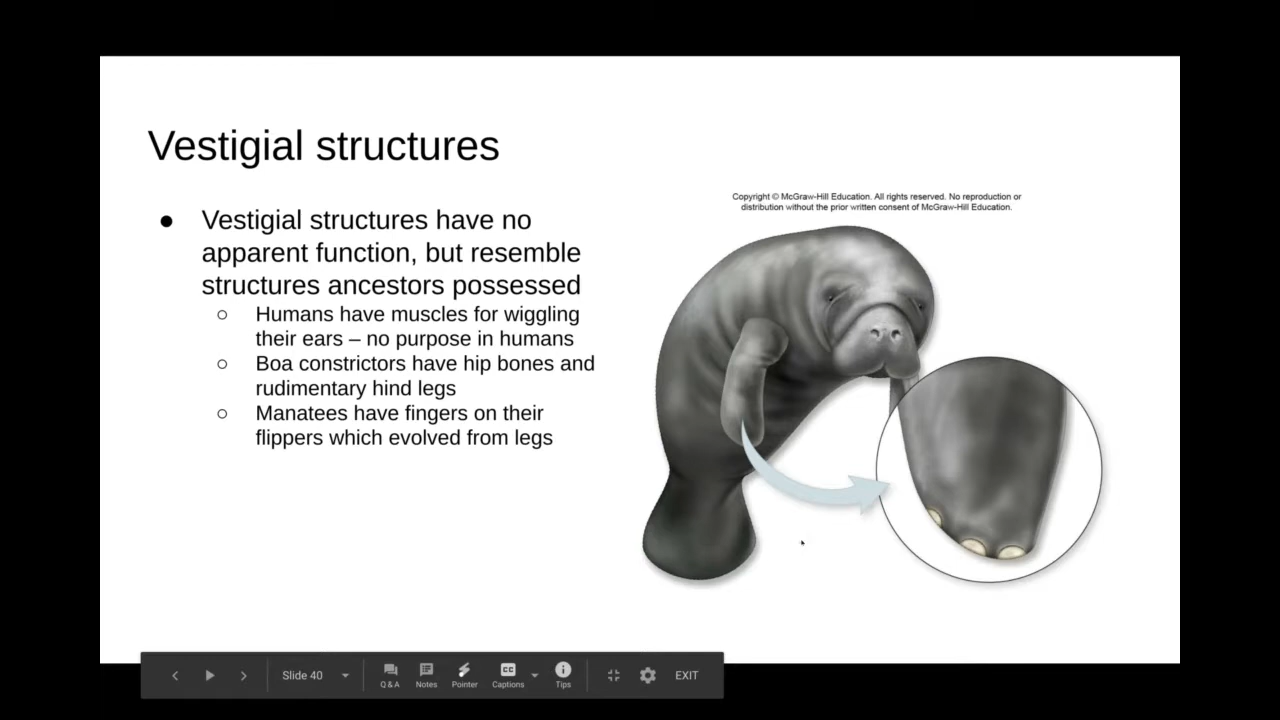 Vestigial structures
● Vestigial structures have no
apparent function, but resemble
structures ancestors possessed
○ Humans have muscles for wiggling
their ears – no purpose in humans
○ Boa constrictors have hip bones and
rudimentary hind legs
○ Manatees have fingers on their
flippers which evolved from legs
Copyright © McGraw-Hill Education. All rights reserved. No reproduction or
distribution without the prior written consent of McGraw-Hill Education.
Slide 40
Q & A
Notes
Pointer
CC
Captions
Tips
EXIT